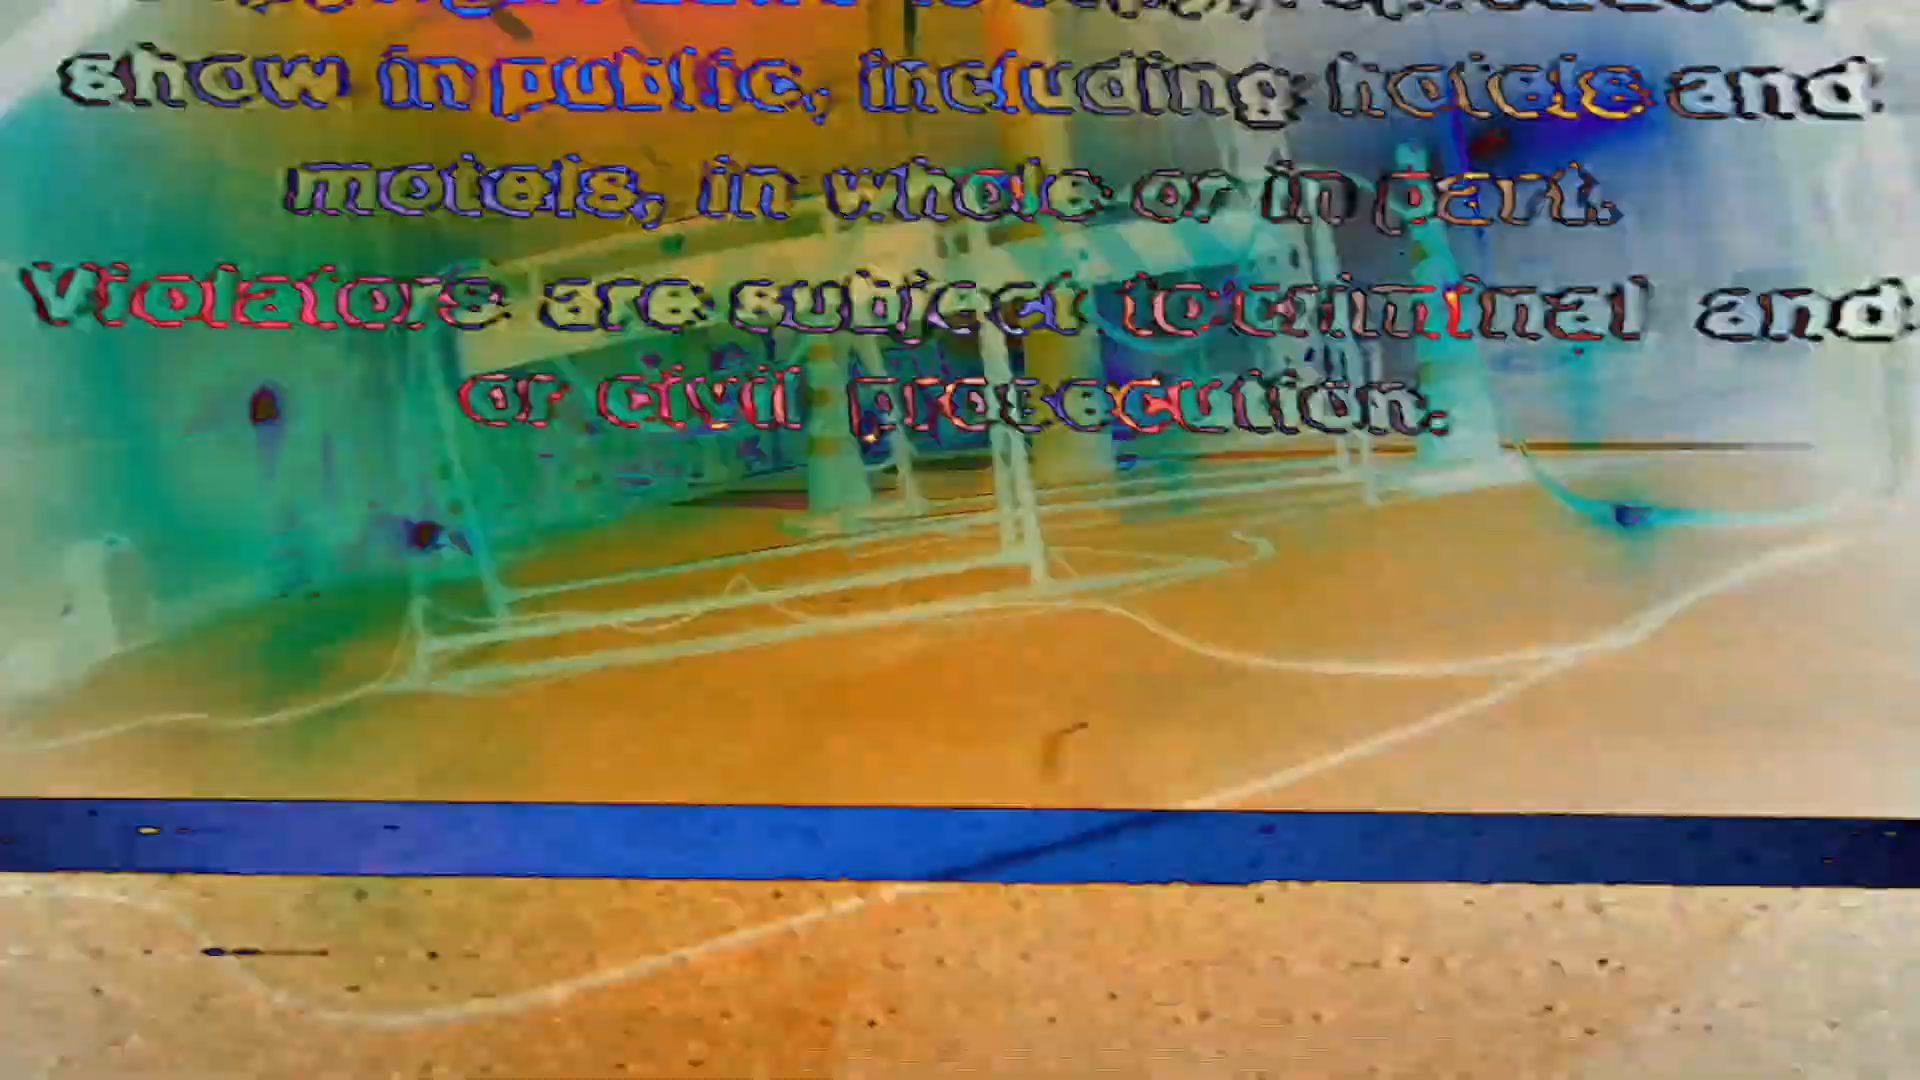 show in public, including hotels and
motels, in whole or in part.
Violators are subject to criminal and
or civil prosecution.